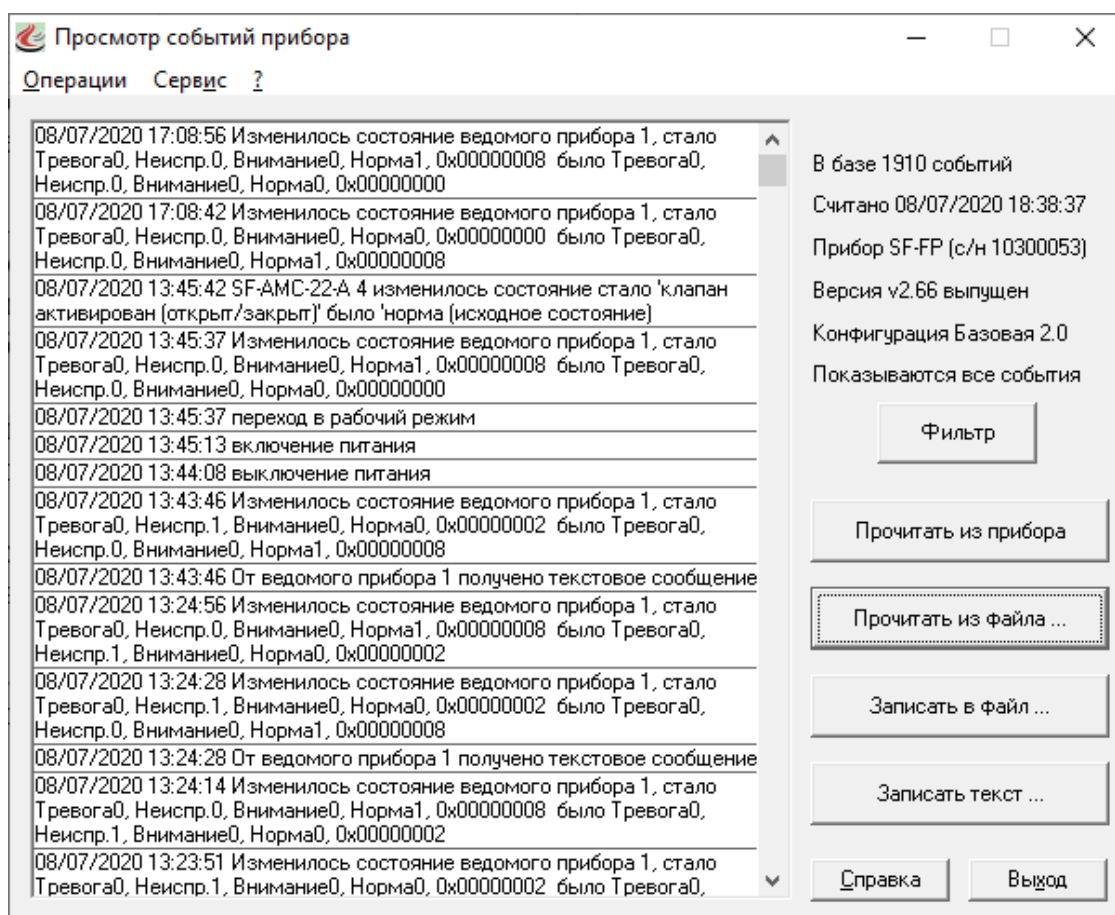 Просмотр событий прибора
Операции Сервис ?
08/07/2020 17:08:56 Изменилось состояние ведомого прибора 1, стало
Тревога0, Неиспр.0, Внимание0, Норма1, 0x00000008 было Тревога0,
Неиспр.0, Внимание0, Норма0, 0x00000000
08/07/2020 17:08:42 Изменилось состояние ведомого прибора 1, стало
Тревога0, Неиспр.0, Внимание0, Норма0, 0x00000000 было Тревога0,
Неиспр.0, Внимание0, Норма1, 0x00000008
08/07/2020 13:45:42 SF-AMC-22-A 4 изменилось состояние стало 'клапан
активирован (открыт/закрыт)' было 'норма (исходное состояние)
08/07/2020 13:45:37 Изменилось состояние ведомого прибора 1, стало
Тревога0, Неиспр.0, Внимание0, Норма1, 0x00000008 было Тревога0,
Неиспр.0, Внимание0, Норма0, 0x00000000
08/07/2020 13:45:37 переход в рабочий режим
08/07/2020 13:45:13 включение питания
08/07/2020 13:44:08 выключение питания
08/07/2020 13:43:46 Изменилось состояние ведомого прибора 1, стало
Тревога0, Неиспр.1, Внимание0, Норма0, 0x00000002 было Тревога0,
Неиспр.0, Внимание0, Норма1, 0x00000008
08/07/2020 13:43:46 От ведомого прибора 1 получено текстовое сообщение
08/07/2020 13:24:56 Изменилось состояние ведомого прибора 1, стало
Тревога0, Неиспр.0, Внимание0, Норма1, 0x00000008 было Тревога0,
Неиспр.1, Внимание0, Норма0, 0x00000002
08/07/2020 13:24:28 Изменилось состояние ведомого прибора 1, стало
Тревога0, Неиспр.1, Внимание0, Норма0, 0x00000002 было Тревога0,
Неиспр.0, Внимание0, Норма1, 0x00000008
08/07/2020 13:24:28 От ведомого прибора 1 получено текстовое сообщение
08/07/2020 13:24:14 Изменилось состояние ведомого прибора 1, стало
Тревога0, Неиспр.0, Внимание0, Норма1, 0x00000008 было Тревога0,
Неиспр.1, Внимание0, Норма0, 0x00000002
08/07/2020 13:23:51 Изменилось состояние ведомого прибора 1, стало
Тревога0, Неиспр.1, Внимание0, Норма0, 0x00000002 было Тревога0,
В базе 1910 событий
Считано 08/07/2020 18:38:37
Прибор SF-FP (с/н 10300053)
Версия v2.66 выпущен
Конфигурация Базовая 2.0
Показываются все события
Фильтр
Прочитать из прибора
Прочитать из файла ...
Записать в файл ...
Записать текст ...
Справка
Выход